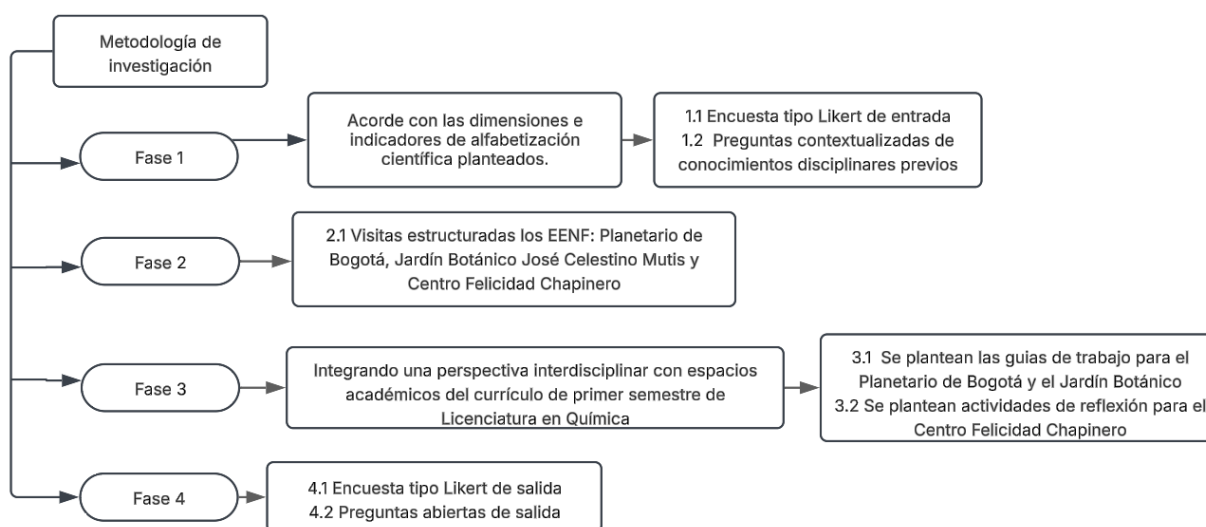 Metodología de
investigación
Fase 1
Acorde con las dimensiones e
indicadores de alfabetización
científica planteados.
1.1 Encuesta tipo Likert de entrada
1.2 Preguntas contextualizadas de
conocimientos disciplinares previos
Fase 2
2.1 Visitas estructuradas los EENF: Planetario de
Bogotá, Jardín Botánico José Celestino Mutis y
Centro Felicidad Chapinero
Fase 3
Integrando una perspectiva interdisciplinar con espacios
académicos del currículo de primer semestre de
Licenciatura en Química
3.1 Se plantean las guias de trabajo para el
Planetario de Bogotá y el Jardín Botánico
3.2 Se plantean actividades de reflexión para el
Centro Felicidad Chapinero
Fase 4
4.1 Encuesta tipo Likert de salida
4.2 Preguntas abiertas de salida